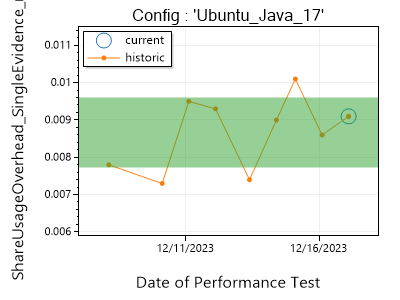 Config : 'Ubuntu_Java_17'
ShareUsageOverhead_SingleEvidence_
current
historic
0.011
0.01
0.009
0.008
0.007
0.006
12/11/2023
12/16/2023
Date of Performance Test